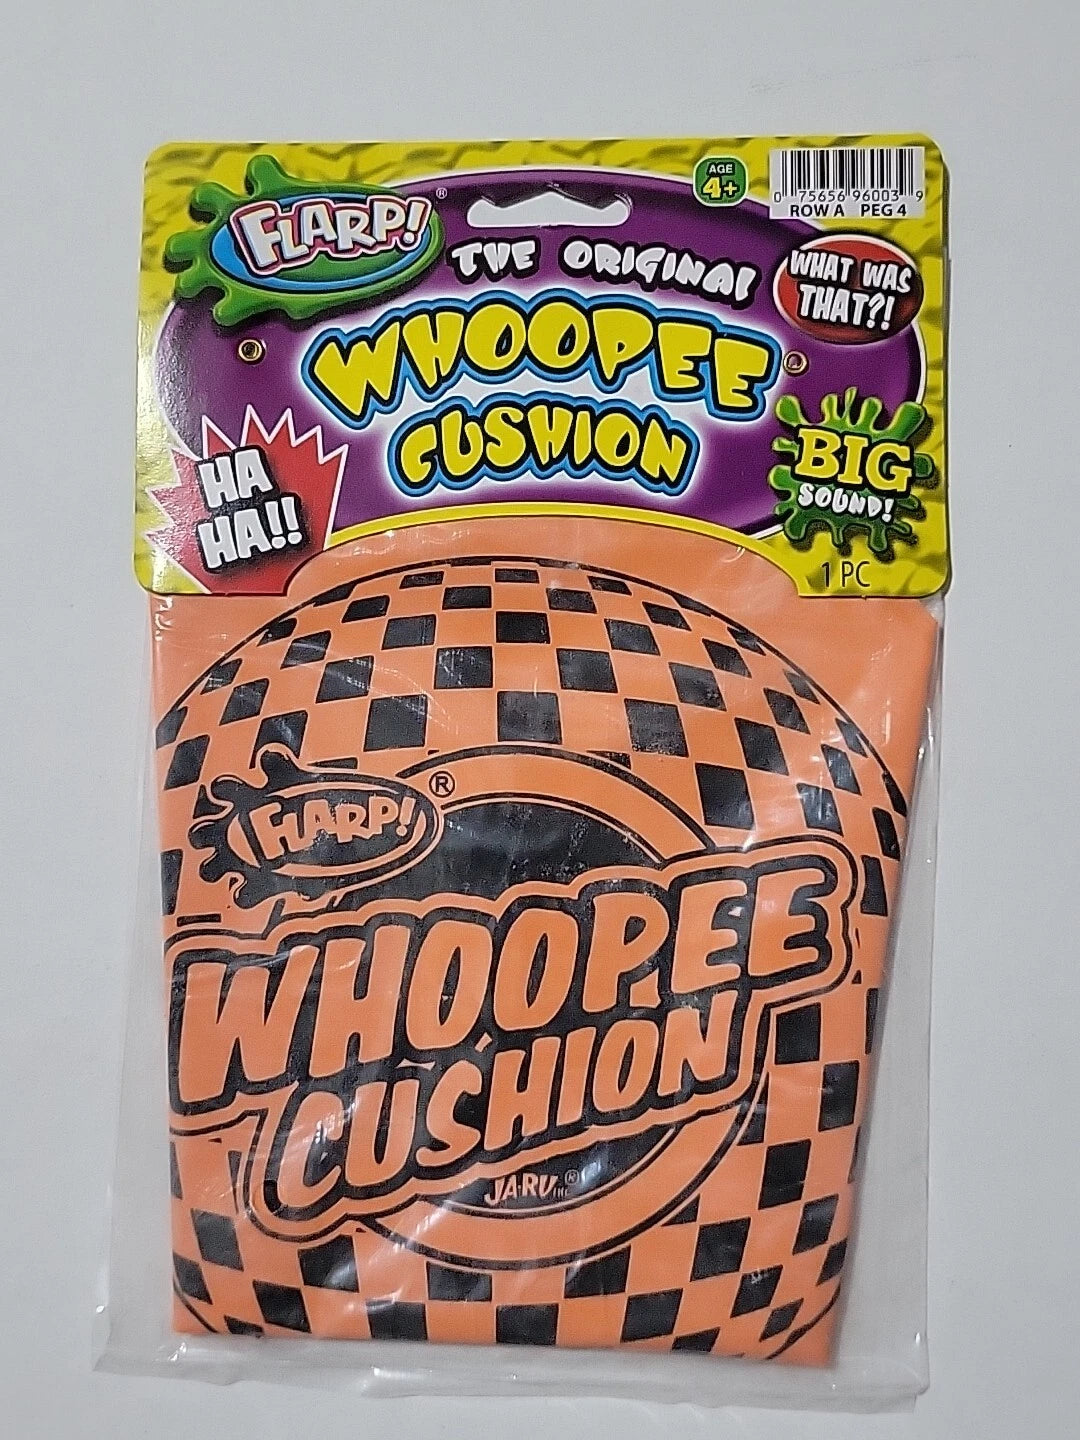 FLARP!®
AGE
4+
0 75656 96003 9
ROW A PEG 4
THE ORIGINAL
WHOOPEE
CUSHION
WHAT WAS
THAT?!
HA
HA!!
BIG
SOUND!
1 PC
FLARP!®
WHOOPEE
CUSHION
JA-RU® INC